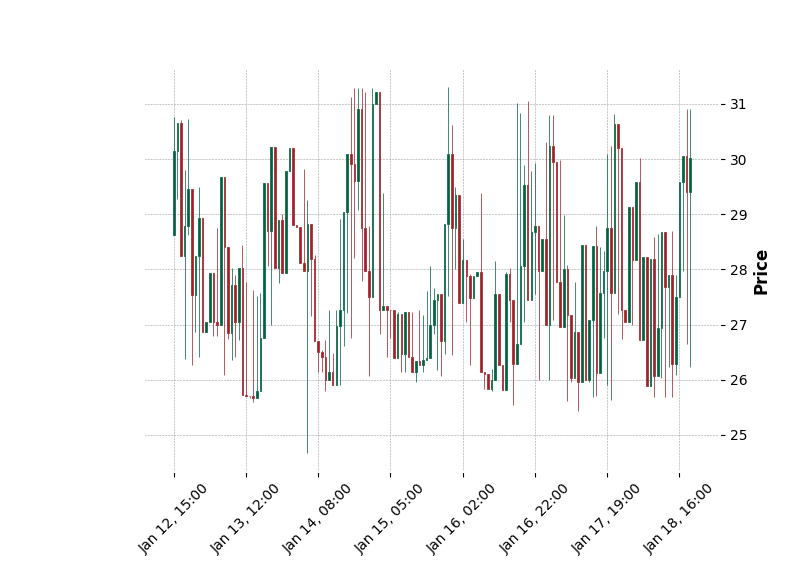 31
30
29
28
27
26
25
Price
Jan 12, 15:00
Jan 13, 12:00
Jan 14, 08:00
Jan 15, 05:00
Jan 16, 02:00
Jan 16, 22:00
Jan 17, 19:00
Jan 18, 16:00